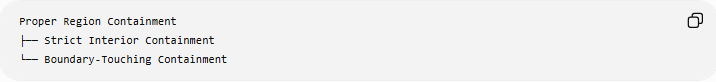 Proper Region Containment
├── Strict Interior Containment
└── Boundary-Touching Containment